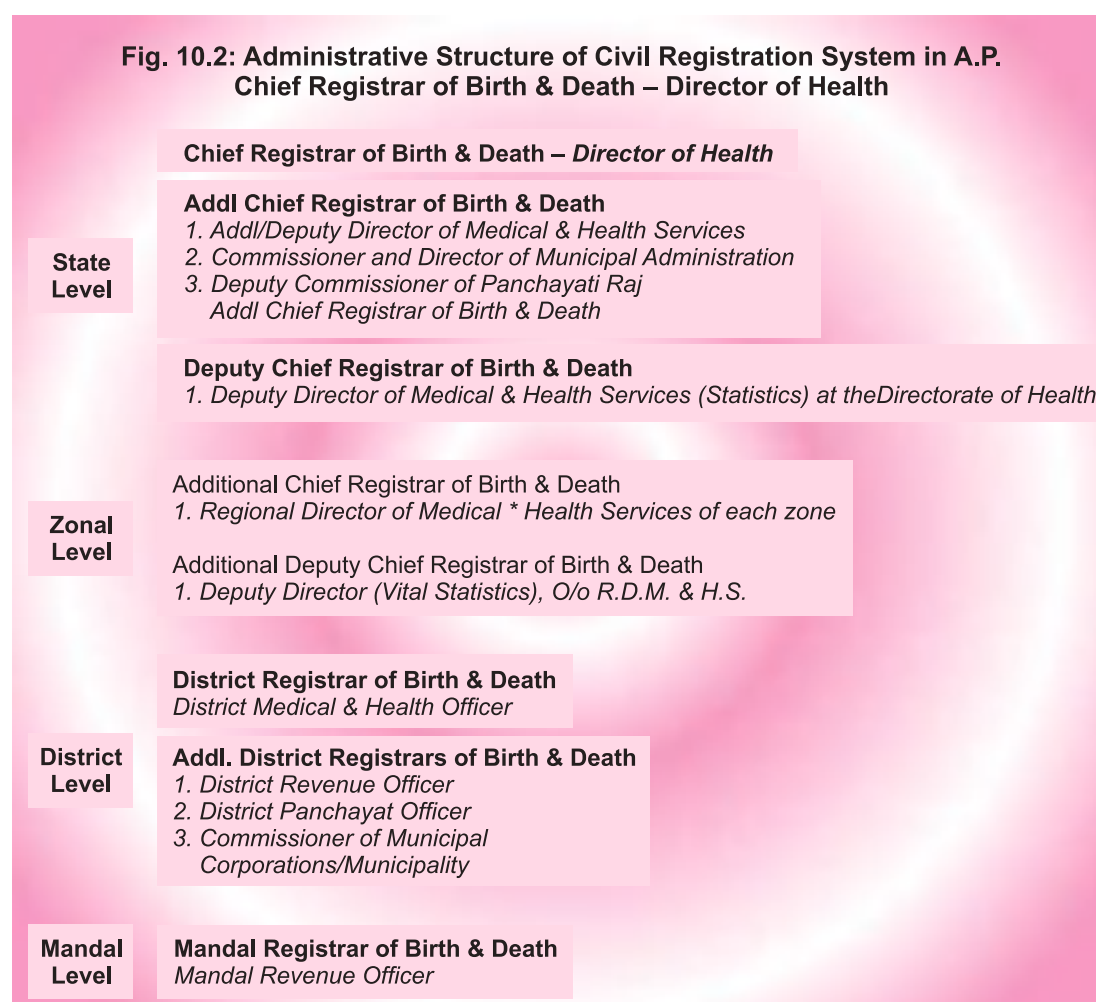 Fig. 10.2: Administrative Structure of Civil Registration System in A.P.
Chief Registrar of Birth & Death – Director of Health
Chief Registrar of Birth & Death – Director of Health
State
Level
Addl Chief Registrar of Birth & Death
1. Addl/Deputy Director of Medical & Health Services
2. Commissioner and Director of Municipal Administration
3. Deputy Commissioner of Panchayati Raj
Addl Chief Registrar of Birth & Death
Deputy Chief Registrar of Birth & Death
1. Deputy Director of Medical & Health Services (Statistics) at theDirectorate of Health
Zonal
Level
Additional Chief Registrar of Birth & Death
1. Regional Director of Medical * Health Services of each zone
Additional Deputy Chief Registrar of Birth & Death
1. Deputy Director (Vital Statistics), O/o R.D.M. & H.S.
District
Level
District Registrar of Birth & Death
District Medical & Health Officer
Addl. District Registrars of Birth & Death
1. District Revenue Officer
2. District Panchayat Officer
3. Commissioner of Municipal
Corporations/Municipality
Mandal
Level
Mandal Registrar of Birth & Death
Mandal Revenue Officer